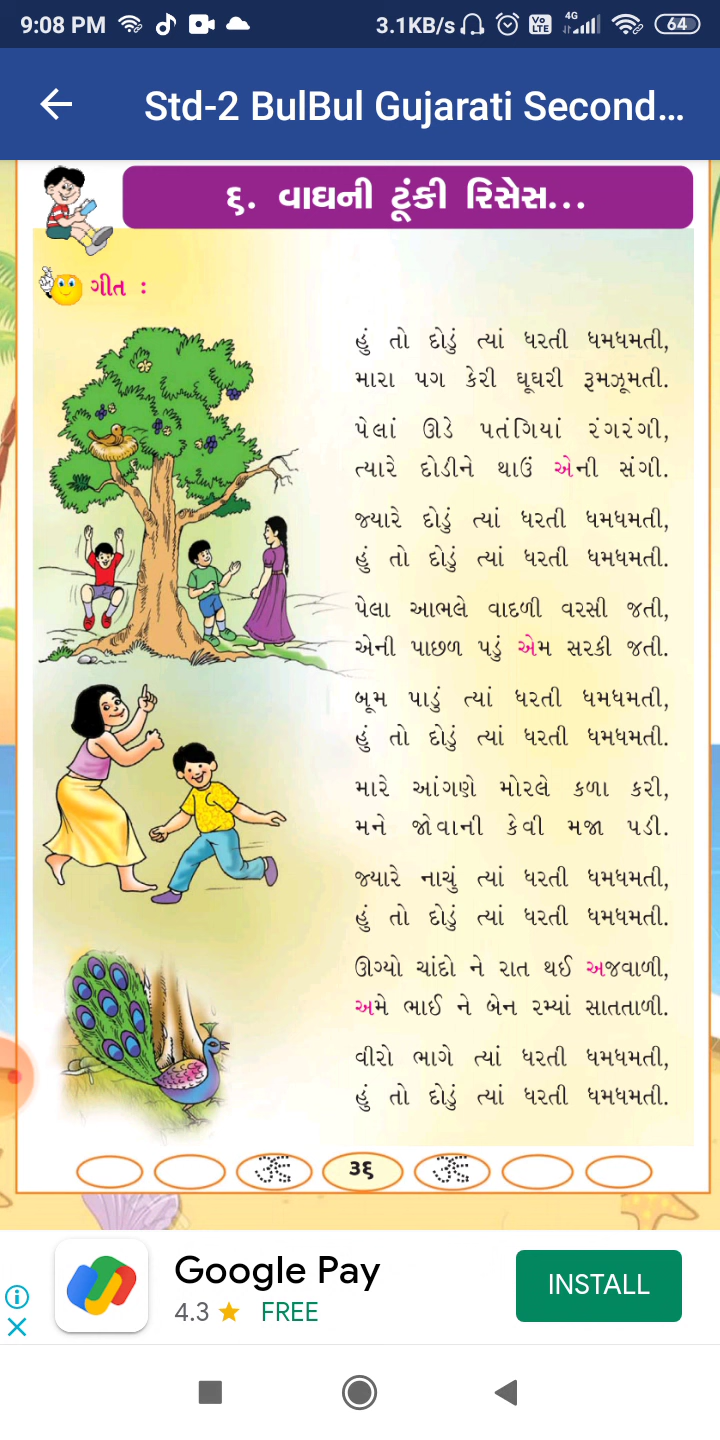 9:08 PM
3.1KB/s
Vo LTE
4G
64
Std-2 BulBul Gujarati Second...
૬. વાઘની ટૂંકી રિસેસ...
ગીત :
હું તો દોડું ત્યાં ધરતી ધમધમતી,
મારા પગ કેરી ઘૂઘરી રૂમઝૂમતી.
પેલાં ઊડે પતંગિયાં રંગરંગી,
ત્યારે દોડીને થાઉં એની સંગી.
જ્યારે દોડું ત્યાં ધરતી ધમધમતી,
હું તો દોડું ત્યાં ધરતી ધમધમતી.
પેલા આભલે વાદળી વરસી જતી,
એની પાછળ પડું એમ સરકી જતી.
બૂમ પાડું ત્યાં ધરતી ધમધમતી,
હું તો દોડું ત્યાં ધરતી ધમધમતી.
મારે આંગણે મોરલે કળા કરી,
મને જોવાની કેવી મજા પડી.
જ્યારે નાચું ત્યાં ધરતી ધમધમતી,
હું તો દોડું ત્યાં ધરતી ધમધમતી.
ઊગ્યો ચાંદો ને રાત થઈ અજવાળી,
અમે ભાઈ ને બેન રમ્યાં સાતતાળી.
વીરો ભાગે ત્યાં ધરતી ધમધમતી,
હું તો દોડું ત્યાં ધરતી ધમધમતી.
૩૬
Google Pay
4.3 ★ FREE
INSTALL